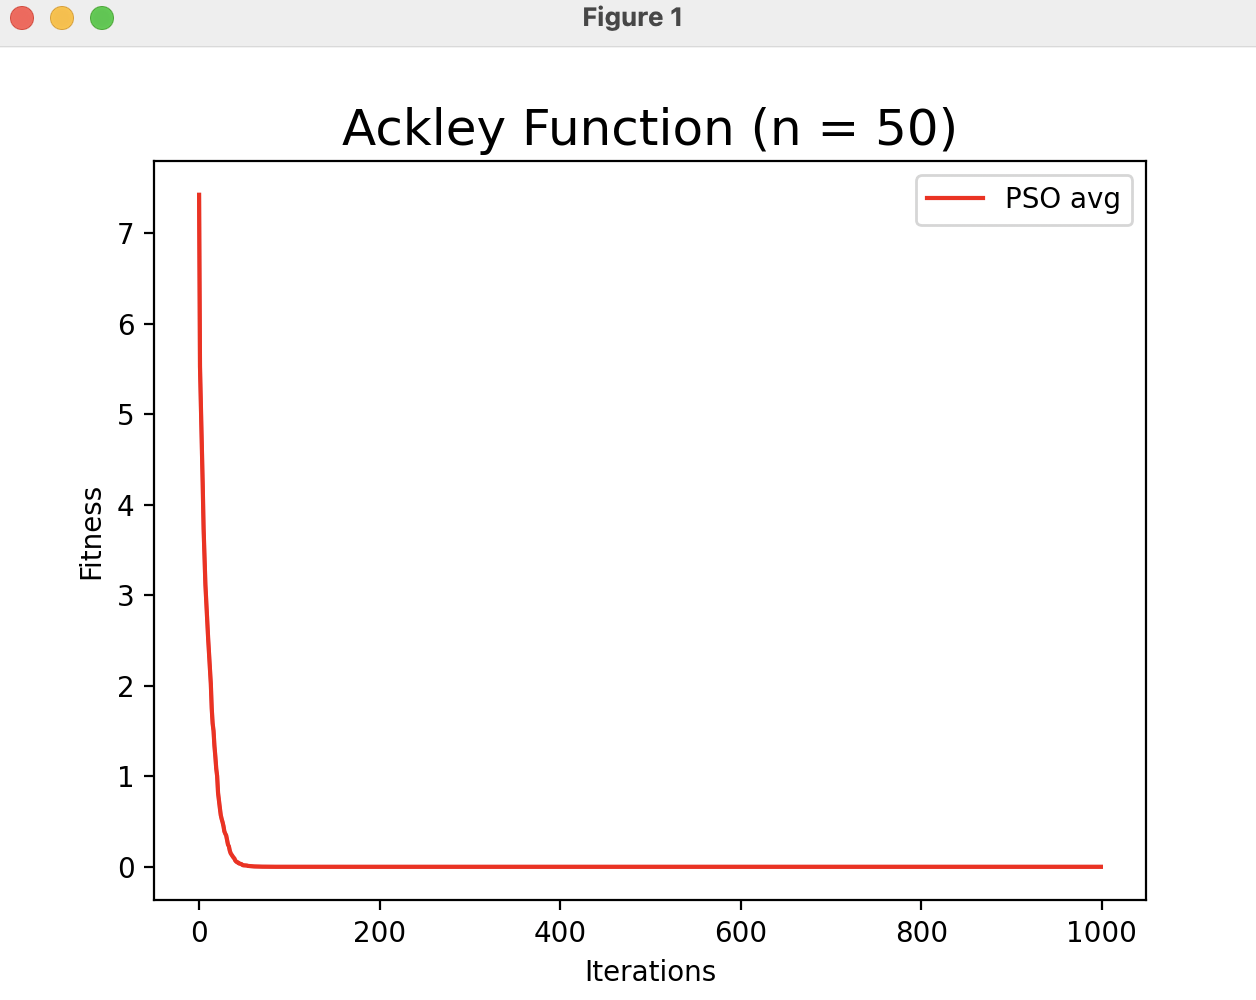 Figure 1
Ackley Function (n = 50)
PSO avg
7
6
5
4
3
2
1
0
Fitness
0 200 400 600 800 1000
Iterations